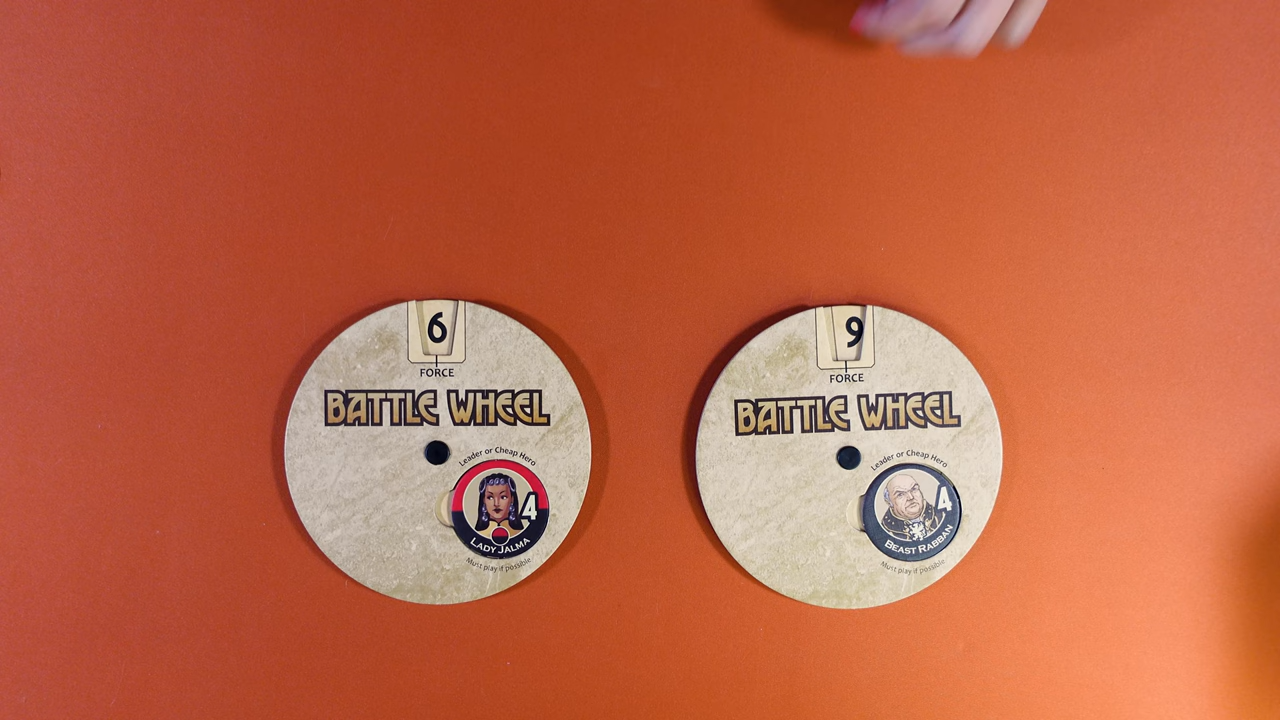 6
FORCE
BATTLE WHEEL
Leader or Cheap Hero
4
LADY JALMA
Must play if possible
9
FORCE
BATTLE WHEEL
Leader or Cheap Hero
4
BEAST RABBAN
Must play if possible